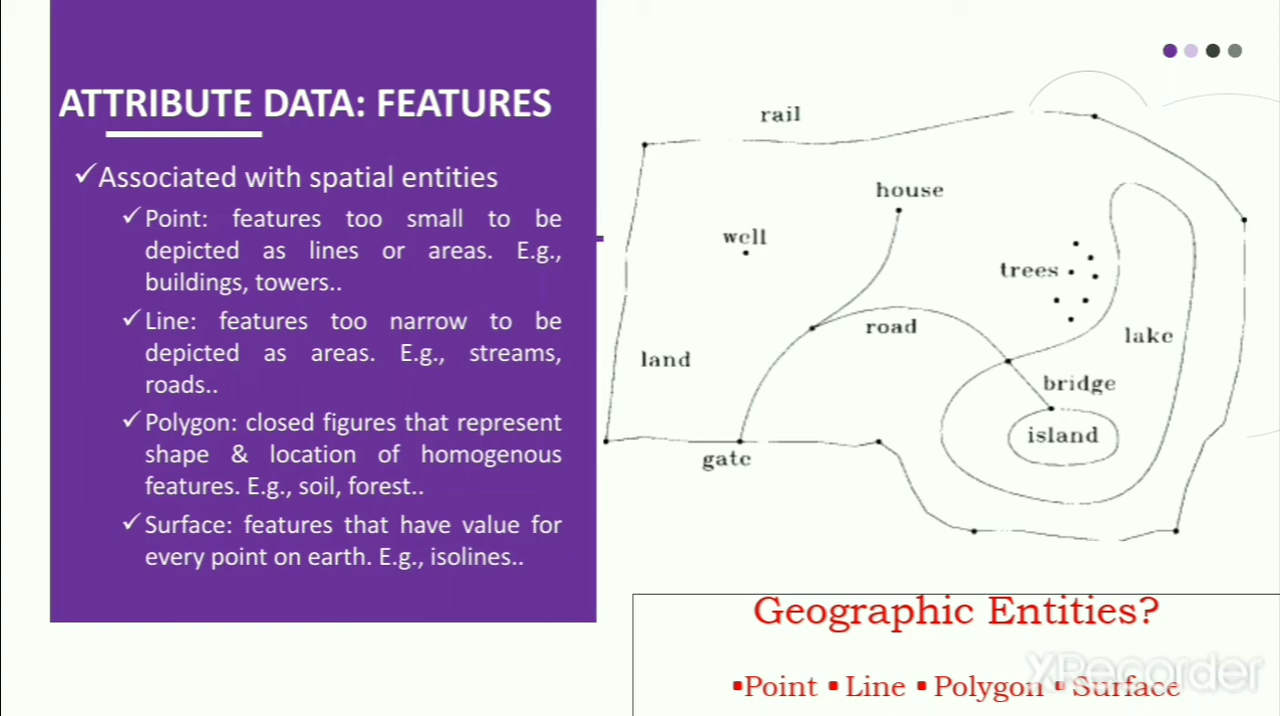 ATTRIBUTE DATA: FEATURES
✓Associated with spatial entities
✓Point: features too small to be
depicted as lines or areas. E.g.,
buildings, towers..
✓Line: features too narrow to be
depicted as areas. E.g., streams,
roads..
✓Polygon: closed figures that represent
shape & location of homogenous
features. E.g., soil, forest..
✓Surface: features that have value for
every point on earth. E.g., isolines..
rail
house
well
trees
road
lake
land
bridge
island
gate
Geographic Entities?
▪Point ▪Line ▪Polygon ▪Surface
XRecorder